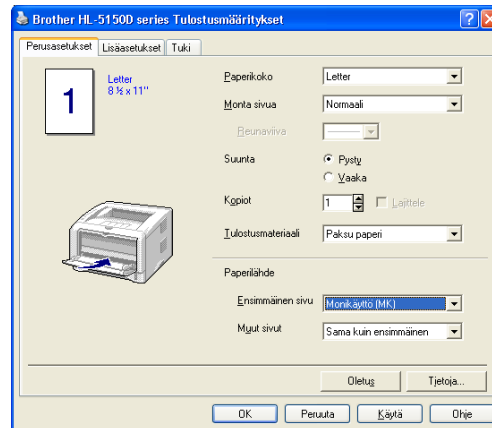 Brother HL-5150D series Tulostusmääritykset
Perusasetukset Lisäasetukset Tuki
1
Letter
8 ½ x 11"
Paperikoko Letter
Monta sivua Normaali
Reunaviiva
Suunta Pysty
Vaaka
Kopiot 1 Lajittele
Tulostusmateriaali Paksu paperi
Paperilähde
Ensimmäinen sivu Monikäyttö (MK)
Muut sivut Sama kuin ensimmäinen
Oletus Tietoja...
OK Peruuta Käytä Ohje